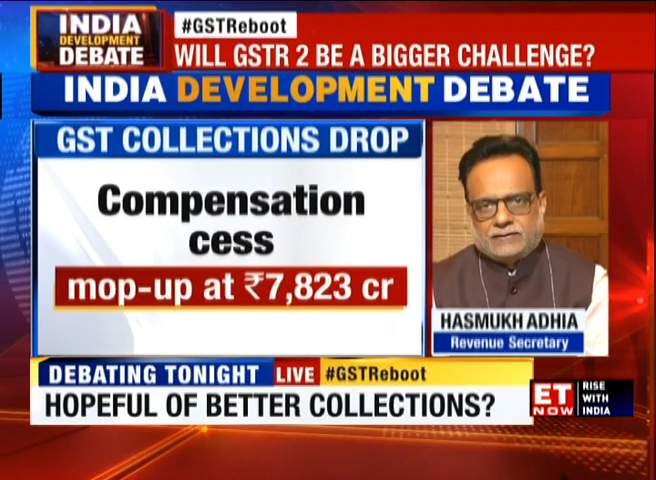 INDIA
DEVELOPMENT
DEBATE
#GSTReboot
WILL GSTR 2 BE A BIGGER CHALLENGE?
INDIA DEVELOPMENT DEBATE
GST COLLECTIONS DROP
Compensation
cess
mop-up at ₹7,823 cr
HASMUKH ADHIA
Revenue Secretary
DEBATING TONIGHT LIVE #GSTReboot
HOPEFUL OF BETTER COLLECTIONS?
ET
NOW
RISE
WITH
INDIA